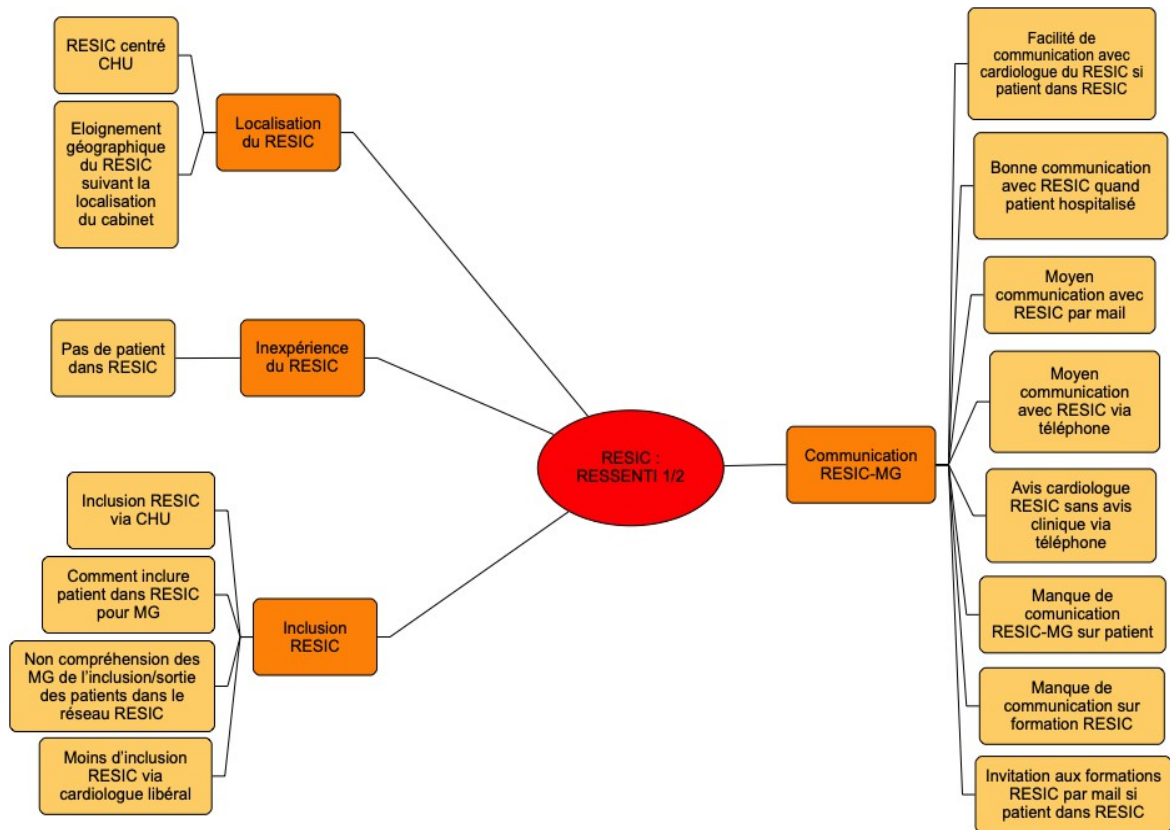 RESIC centré
CHU
Eloignement
géographique
du RESIC
suivant la
localisation
du cabinet
Localisation
du RESIC
Pas de patient
dans RESIC
Inexpérience
du RESIC
Inclusion RESIC
via CHU
Comment inclure
patient dans RESIC
pour MG
Non compréhension des
MG de l'inclusion/sortie
des patients dans le
réseau RESIC
Moins d'inclusion
RESIC via
cardiologue libéral
Inclusion
RESIC
RESIC :
RESSENTI 1/2
Communication
RESIC-MG
Facilité de
communication avec
cardiologue du RESIC si
patient dans RESIC
Bonne communication
avec RESIC quand
patient hospitalisé
Moyen
communication avec
RESIC par mail
Moyen
communication
avec RESIC via
téléphone
Avis cardiologue
RESIC sans avis
clinique via
téléphone
Manque de
comunication
RESIC-MG sur patient
Manque de
communication sur
formation RESIC
Invitation aux formations
RESIC par mail si
patient dans RESIC